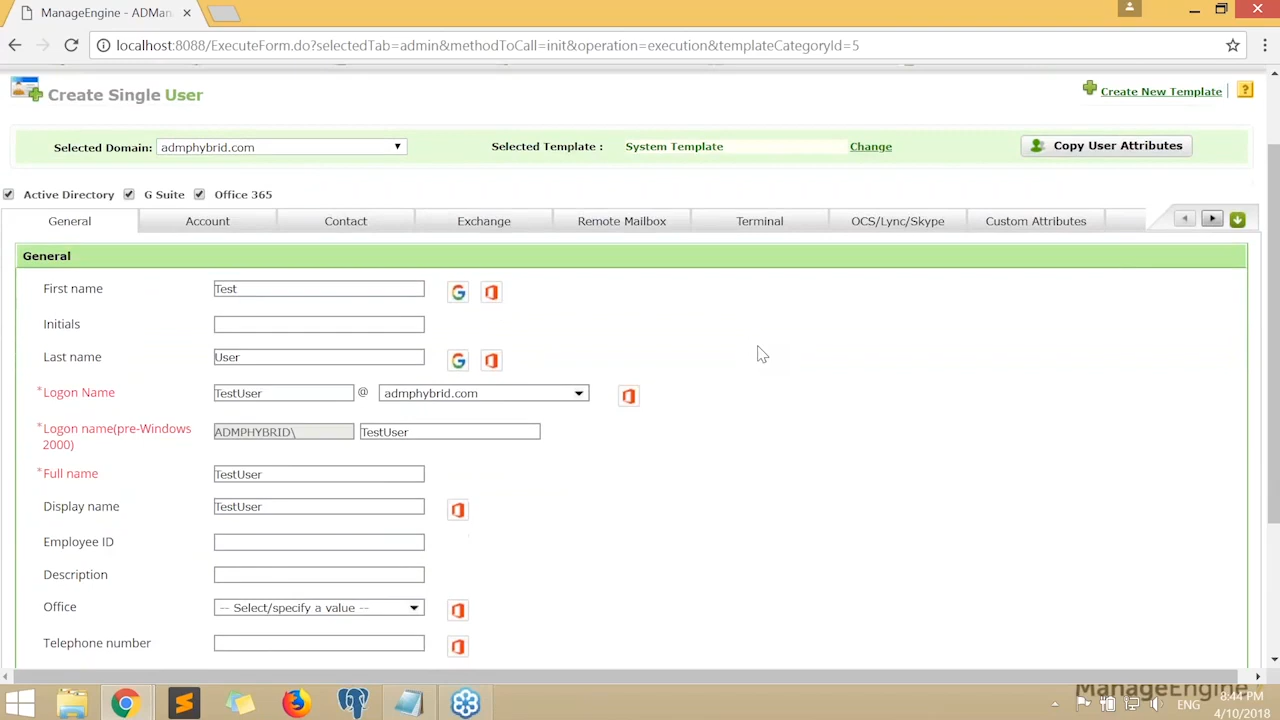 ManageEngine - ADMan
localhost:8088/ExecuteForm.do?selectedTab=admin&methodToCall=init&operation=execution&templateCategoryId=5
Create Single User
Create New Template
?
Selected Domain:
admphybrid.com
Selected Template :
System Template
Change
Copy User Attributes
Active Directory
G Suite
Office 365
General
Account
Contact
Exchange
Remote Mailbox
Terminal
OCS/Lync/Skype
Custom Attributes
General
First name
Test
Initials
Last name
User
*Logon Name
TestUser
@
admphybrid.com
*Logon name(pre-Windows
2000)
ADMPHYBRID\
TestUser
*Full name
TestUser
Display name
TestUser
Employee ID
Description
Office
-- Select/specify a value --
Telephone number
ManageEngine
ENG
8:44 PM
4/10/2018